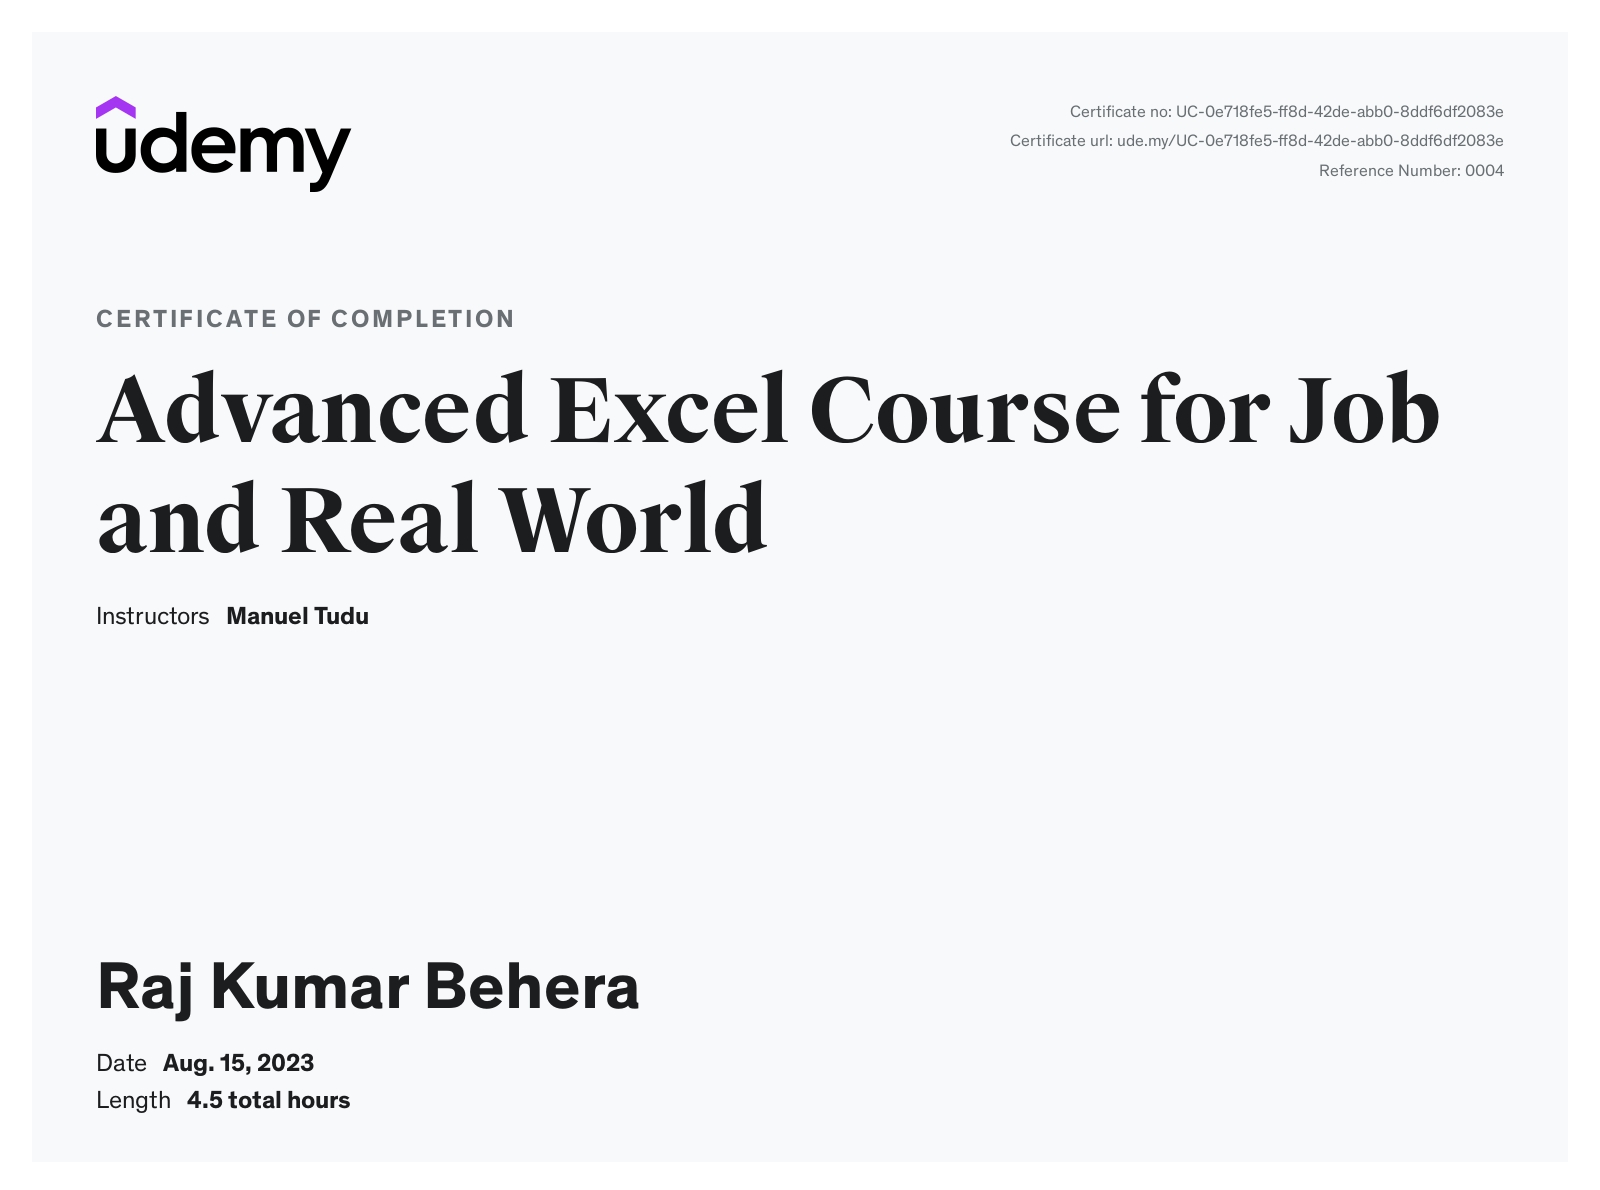 udemy
Certificate no: UC-0e718fe5-ff8d-42de-abb0-8ddf6df2083e
Certificate url: ude.my/UC-0e718fe5-ff8d-42de-abb0-8ddf6df2083e
Reference Number: 0004
CERTIFICATE OF COMPLETION
Advanced Excel Course for Job
and Real World
Instructors Manuel Tudu
Raj Kumar Behera
Date Aug. 15, 2023
Length 4.5 total hours